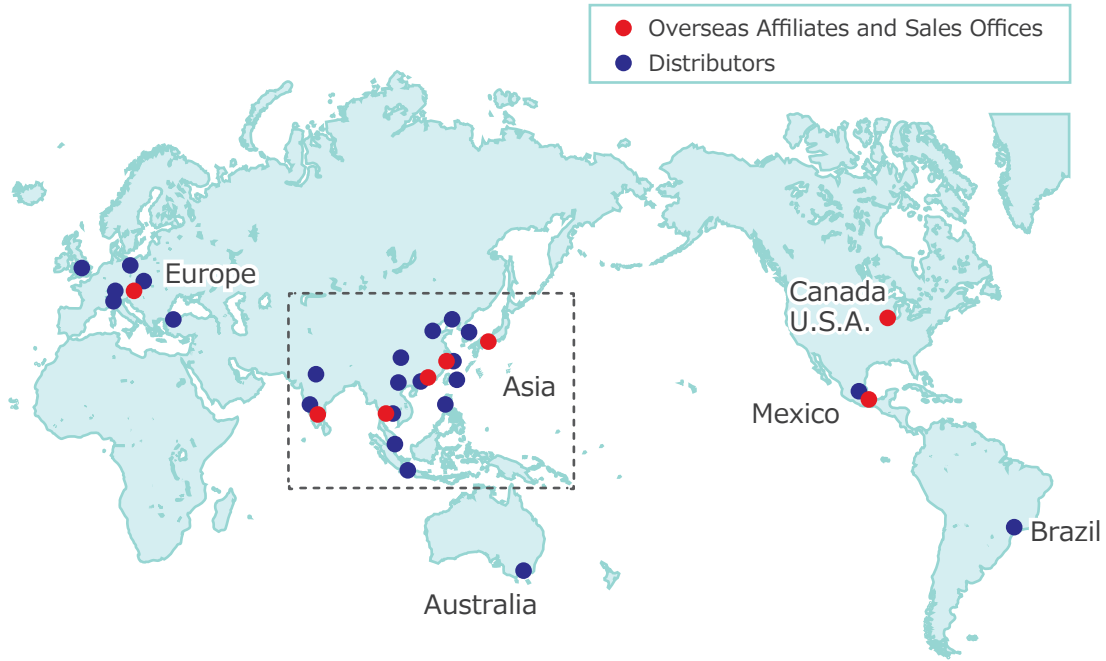 Overseas Affiliates and Sales Offices
Distributors
Europe
Canada
U.S.A.
Asia
Mexico
Brazil
Australia